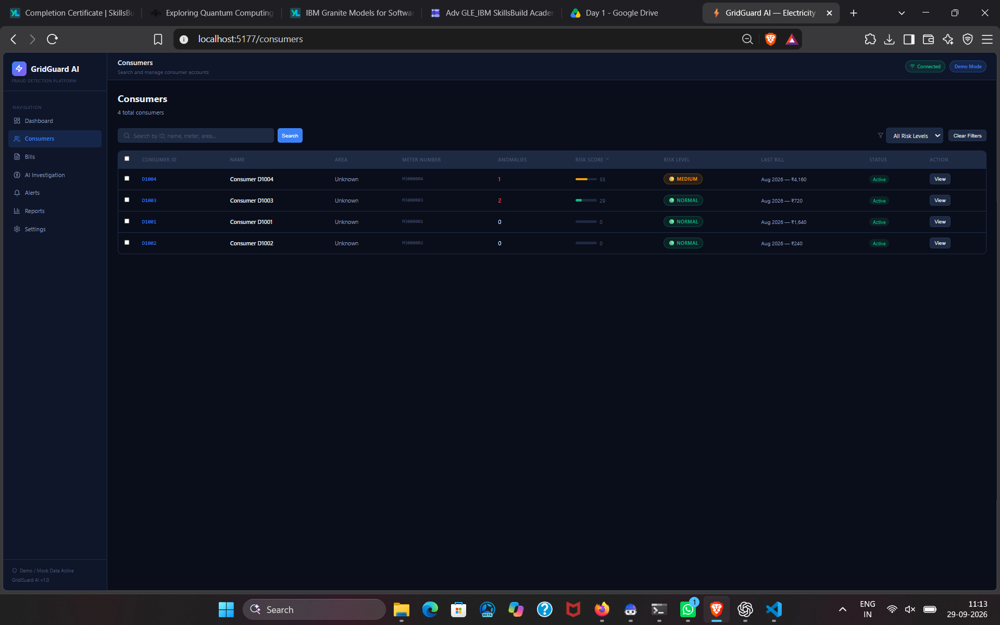 Completion Certificate | SkillsBu
Exploring Quantum Computing
IBM Granite Models for Softwar
Adv GLE_IBM SkillsBuild Acader
Day 1 - Google Drive
GridGuard AI — Electricity
localhost:5177/consumers
GridGuard AI
FRAUD DETECTION PLATFORM
NAVIGATION
Dashboard
Consumers
Bills
AI Investigation
Alerts
Reports
Settings
Demo / Mock Data Active
GridGuard AI v1.0
Consumers
Search and manage consumer accounts
Connected
Demo Mode
Consumers
4 total consumers
Search by ID, name, meter, area...
Search
All Risk Levels
Clear Filters
CONSUMER ID NAME AREA METER NUMBER ANOMALIES RISK SCORE RISK LEVEL LAST BILL STATUS ACTION
D1004 Consumer D1004 Unknown M3000004 1 55 MEDIUM Aug 2026 — ₹4,160 Active View
D1003 Consumer D1003 Unknown M3000003 2 29 NORMAL Aug 2026 — ₹720 Active View
D1001 Consumer D1001 Unknown M3000001 0 0 NORMAL Aug 2026 — ₹1,640 Active View
D1002 Consumer D1002 Unknown M3000002 0 0 NORMAL Aug 2026 — ₹240 Active View
Search
BETA
1
ENG
IN
11:13
29-09-2026